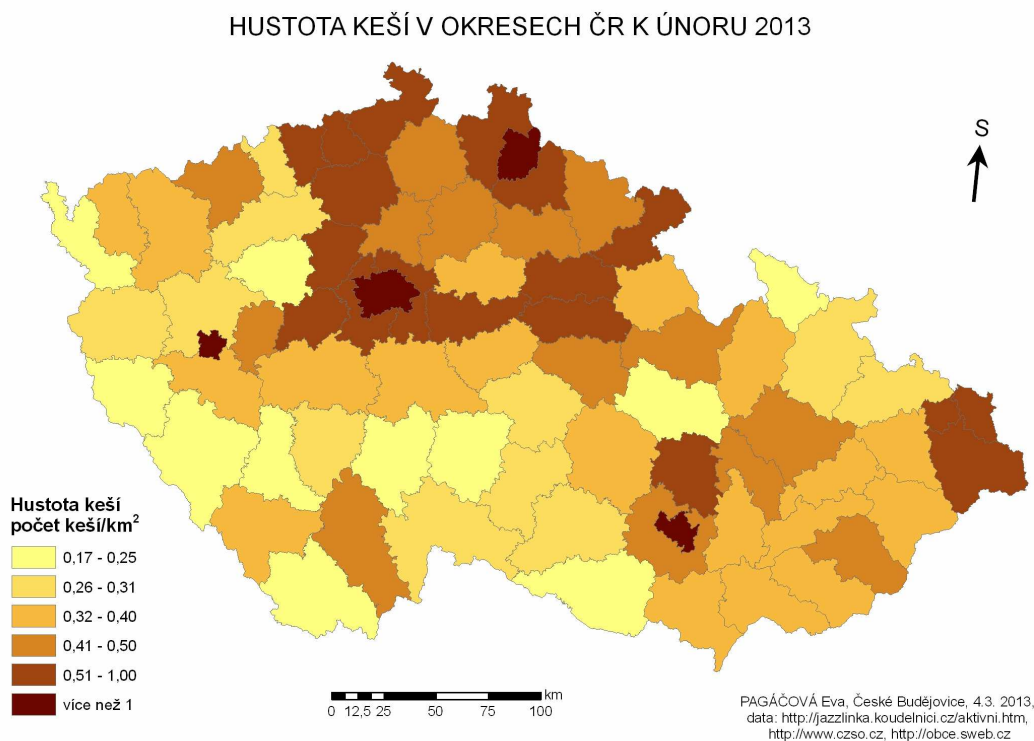 HUSTOTA KEŠÍ V OKRESECH ČR K ÚNORU 2013
S
Hustota keší
počet keší/km²
0,17 - 0,25
0,26 - 0,31
0,32 - 0,40
0,41 - 0,50
0,51 - 1,00
více než 1
km
0 12,5 25 50 75 100
PAGÁČOVÁ Eva, České Budějovice, 4.3. 2013,
data: http://jazzlinka.koudelnici.cz/aktivni.htm,
http://www.czso.cz, http://obce.sweb.cz